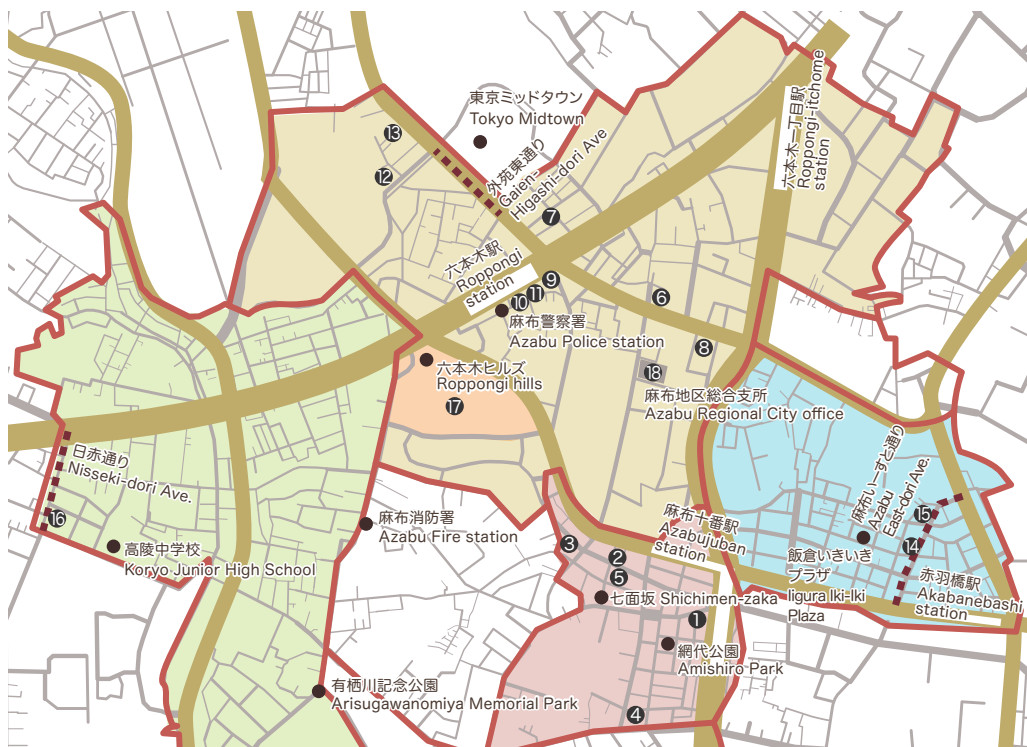 東京ミッドタウン
Tokyo Midtown
外苑東通り
Gaien-
Higashi-dori Ave
六本木一丁目駅
Roppongi-itchome
station
13
12
7
六本木駅
Roppongi
station
9
11
10
6
麻布警察署
Azabu Police station
8
六本木ヒルズ
Roppongi hills
18
17
麻布地区総合支所
Azabu Regional City office
日赤通り
Nisseki-dori Ave.
麻布いーすと通り
Azabu
East-dori Ave.
16
麻布消防署
Azabu Fire station
麻布十番駅
Azabujuban
station
15
14
高陵中学校
Koryo Junior High School
3
2
5
飯倉いきいき
プラザ
Iigura Iki-Iki
Plaza
赤羽橋駅
Akabanebashi
station
七面坂 Shichimen-zaka
1
網代公園
Amishiro Park
有栖川記念公園
Arisugawanomiya Memorial Park
4